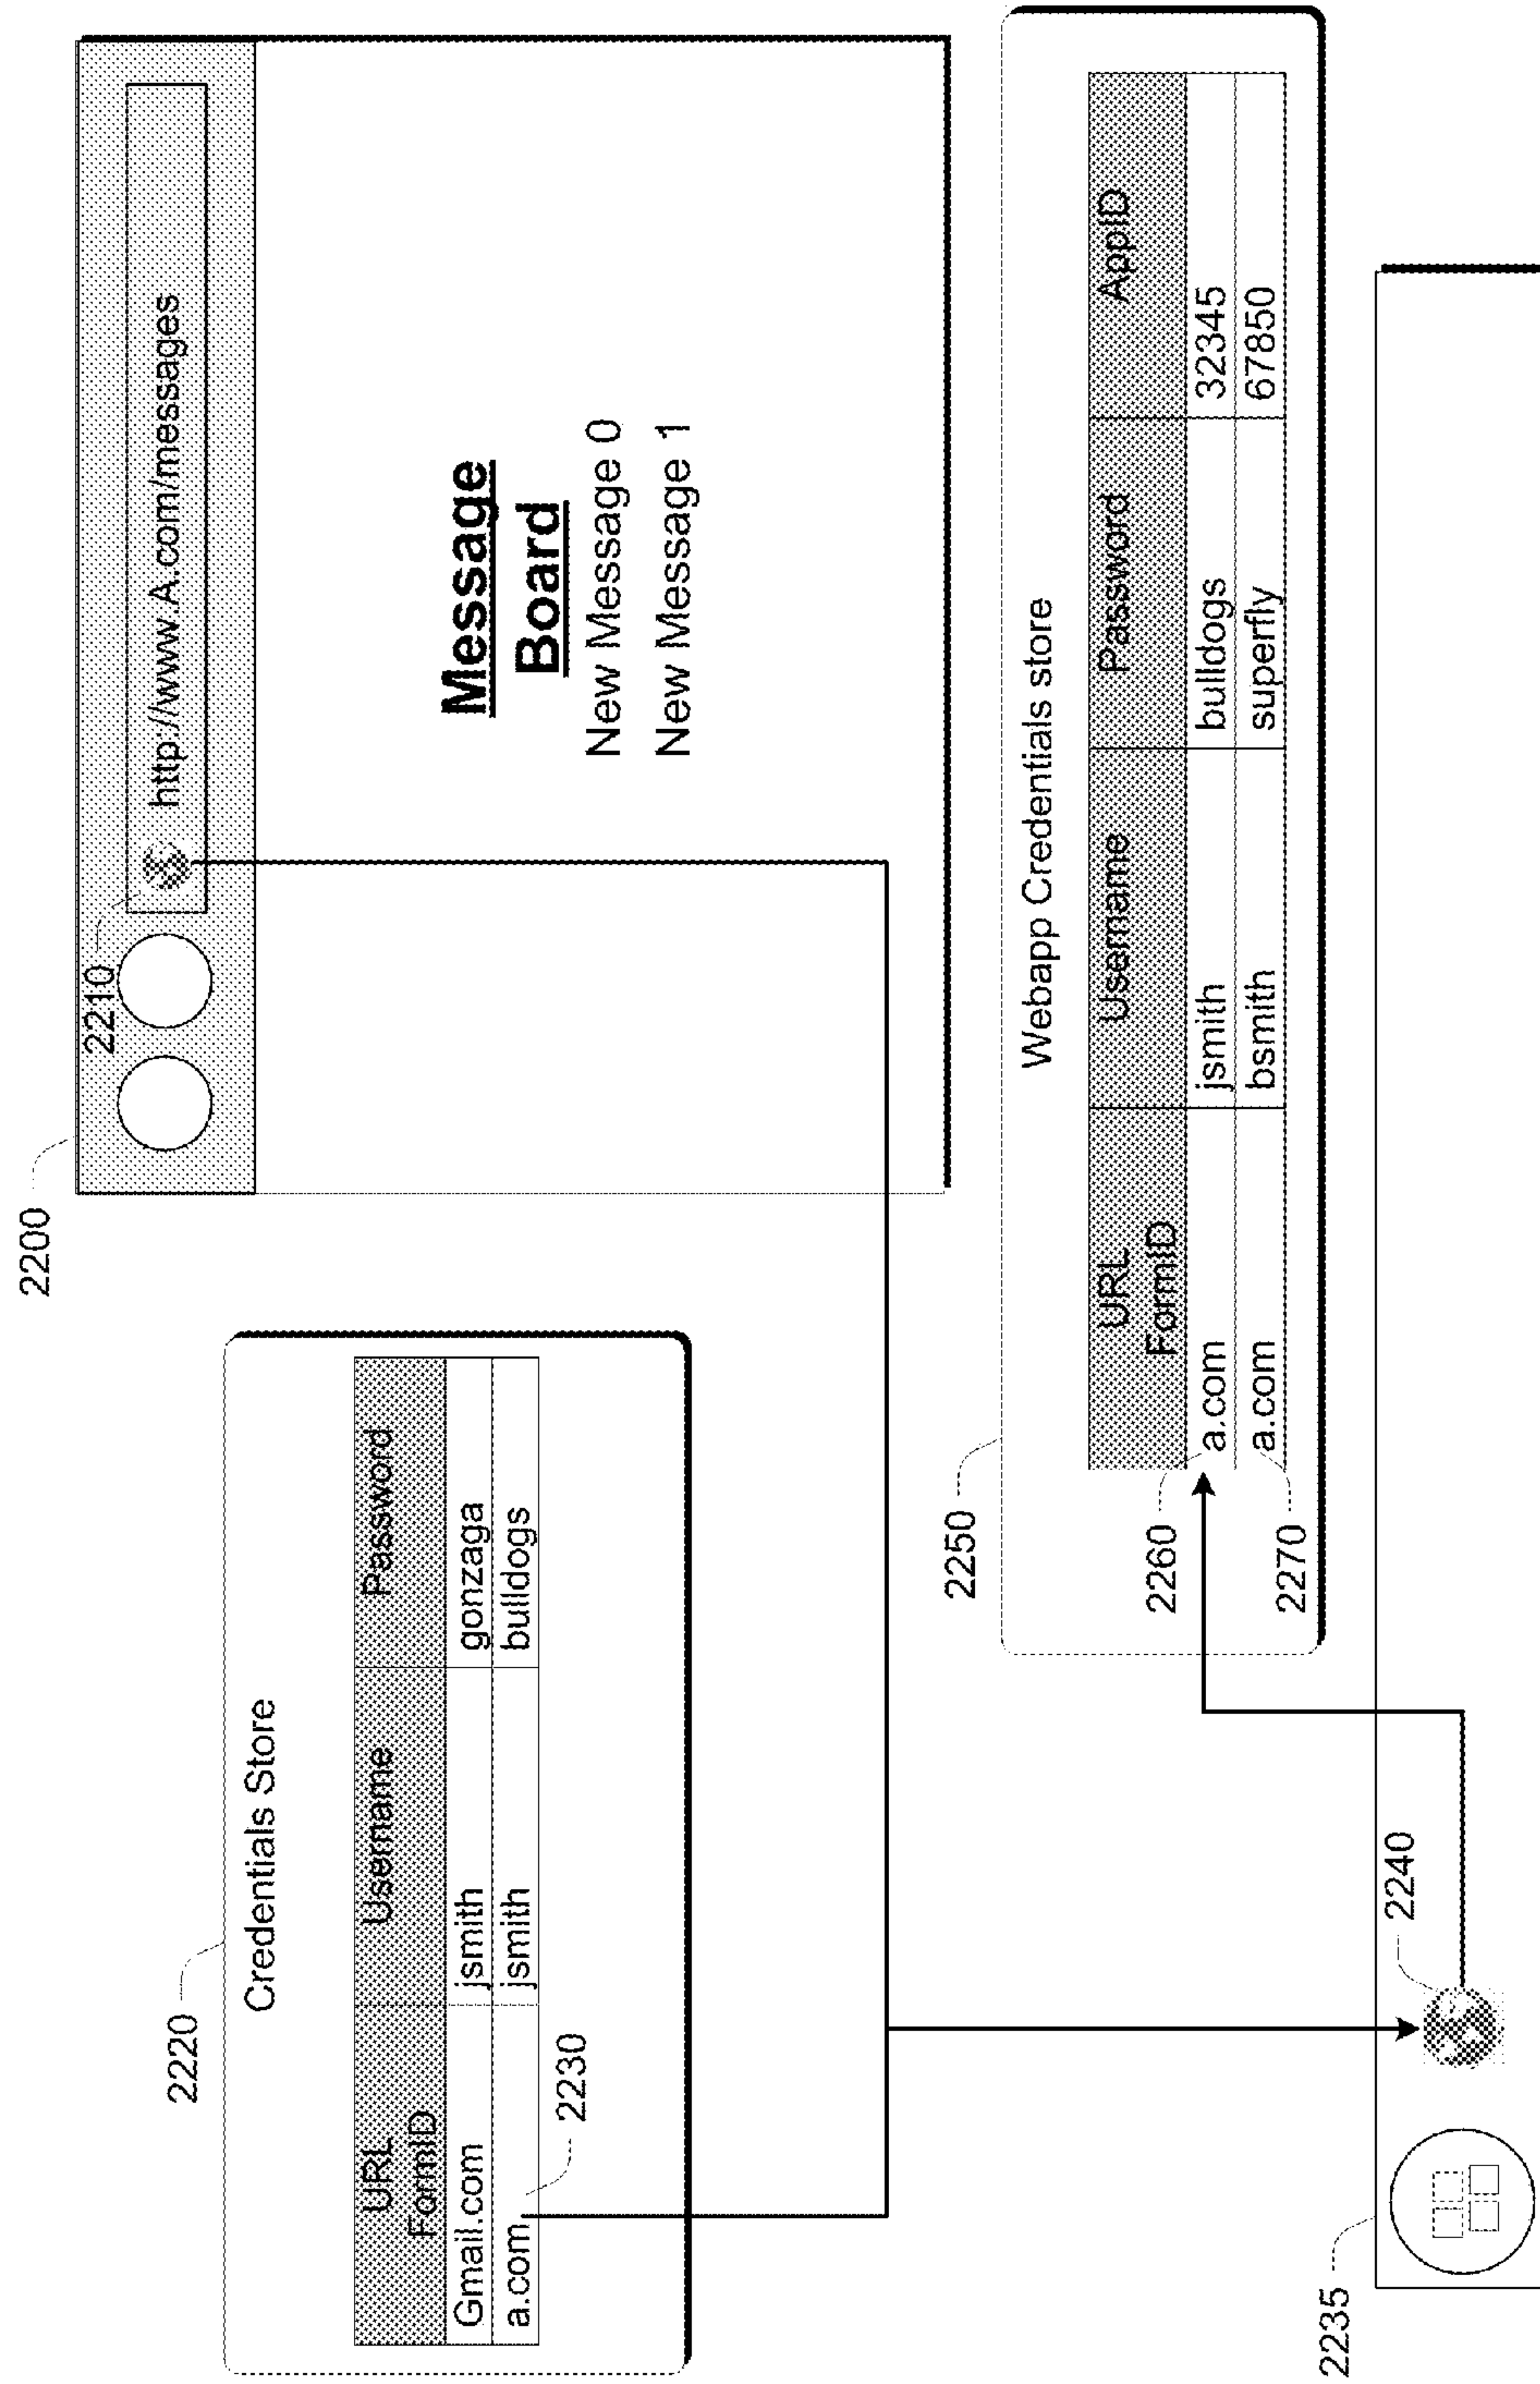 2200
2210
http://www.A.com/messages
Message
Board
New Message 0
New Message 1
2220
Credentials Store
URL
FormID Username Password
Gmail.com jsmith gonzaga
a.com jsmith bulldogs
2230
2250
Webapp Credentials store
URL
FormID Username Password AppID
a.com jsmith bulldogs 32345
a.com bsmith superfly 67850
2260
2270
2235
2240